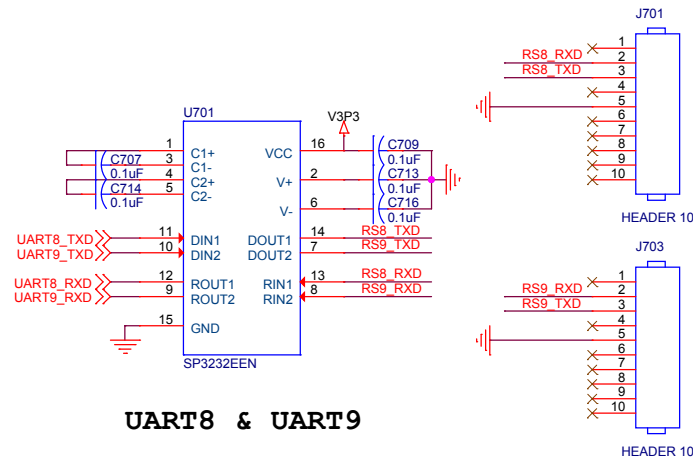 J701
1
RS8_RXD 2
RS8_TXD 3
4
5
6
7
8
9
10
HEADER 10
U701
V3P3
1 C1+ VCC 16 C709
C707 3 C1- 0.1uF
0.1uF 4 C2+ V+ 2 C713
C714 5 C2- 0.1uF
0.1uF V- 6 C716
0.1uF
UART8_TXD 11 DIN1 DOUT1 14 RS8_TXD
UART9_TXD 10 DIN2 DOUT2 7 RS9_TXD
UART8_RXD 12 ROUT1 RIN1 13 RS8_RXD
UART9_RXD 9 ROUT2 RIN2 8 RS9_RXD
15 GND
SP3232EEN
J703
1
RS9_RXD 2
RS9_TXD 3
4
5
6
7
8
9
10
HEADER 10
UART8 & UART9